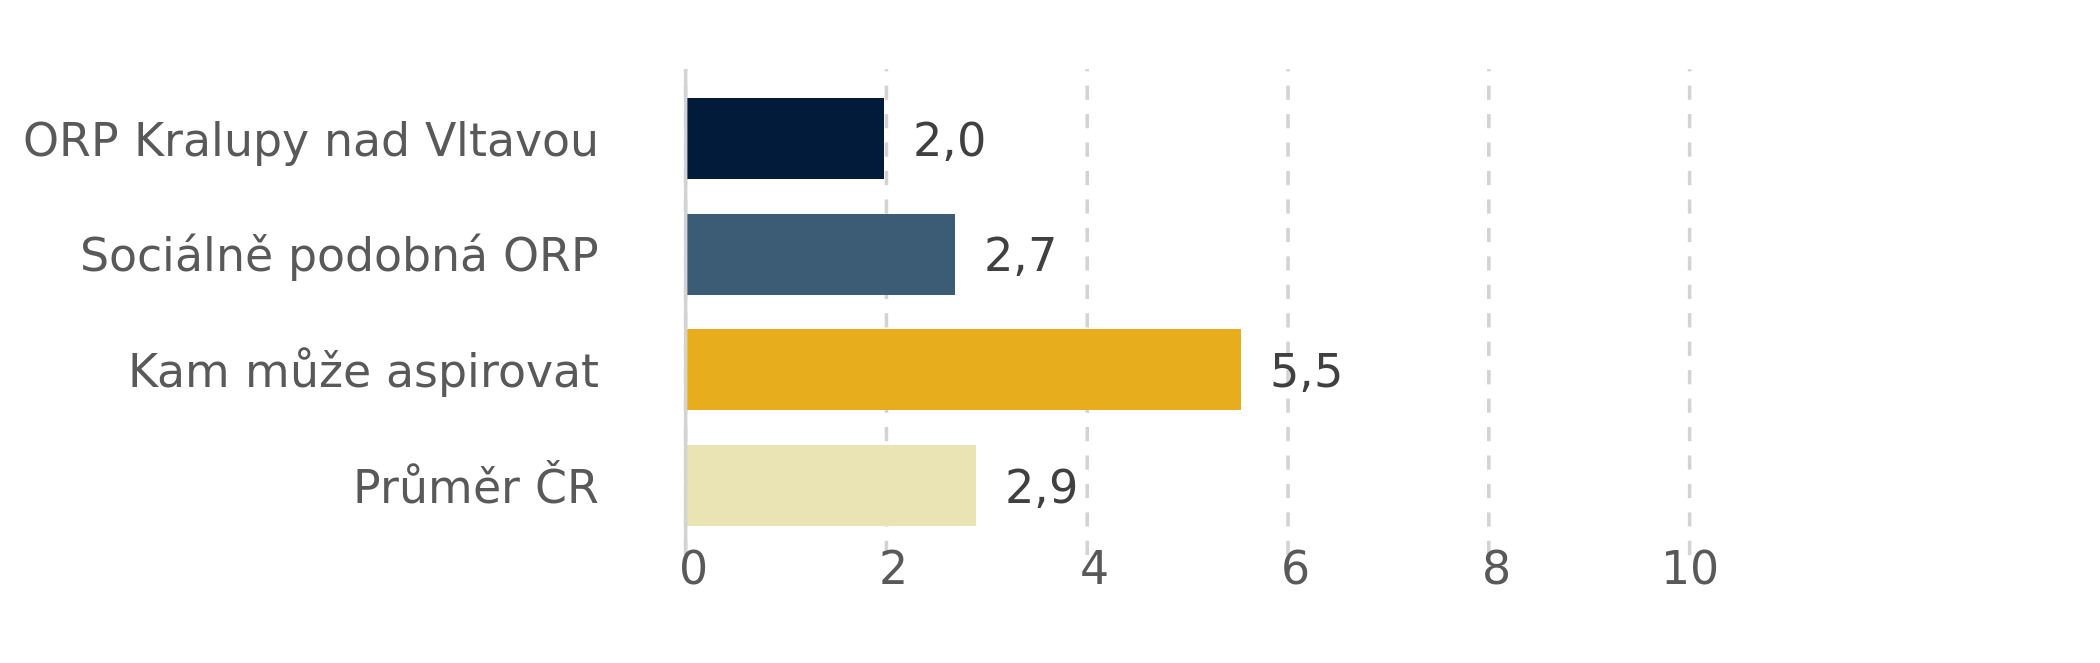 ORP Kralupy nad Vltavou 2,0
Sociálně podobná ORP 2,7
Kam může aspirovat 5,5
Průměr ČR 2,9
0 2 4 6 8 10